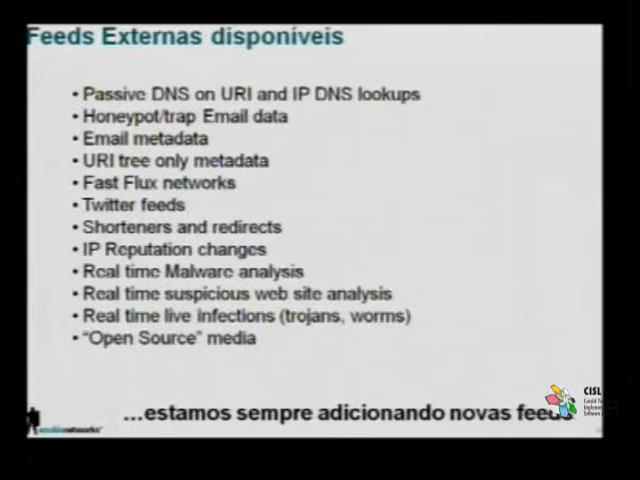 Feeds Externas disponíveis
• Passive DNS on URI and IP DNS lookups
• Honeypot/trap Email data
• Email metadata
• URI tree only metadata
• Fast Flux networks
• Twitter feeds
• Shorteners and redirects
• IP Reputation changes
• Real time Malware analysis
• Real time suspicious web site analysis
• Real time live infections (trojans, worms)
• “Open Source” media
...estamos sempre adicionando novas feeds
CISL